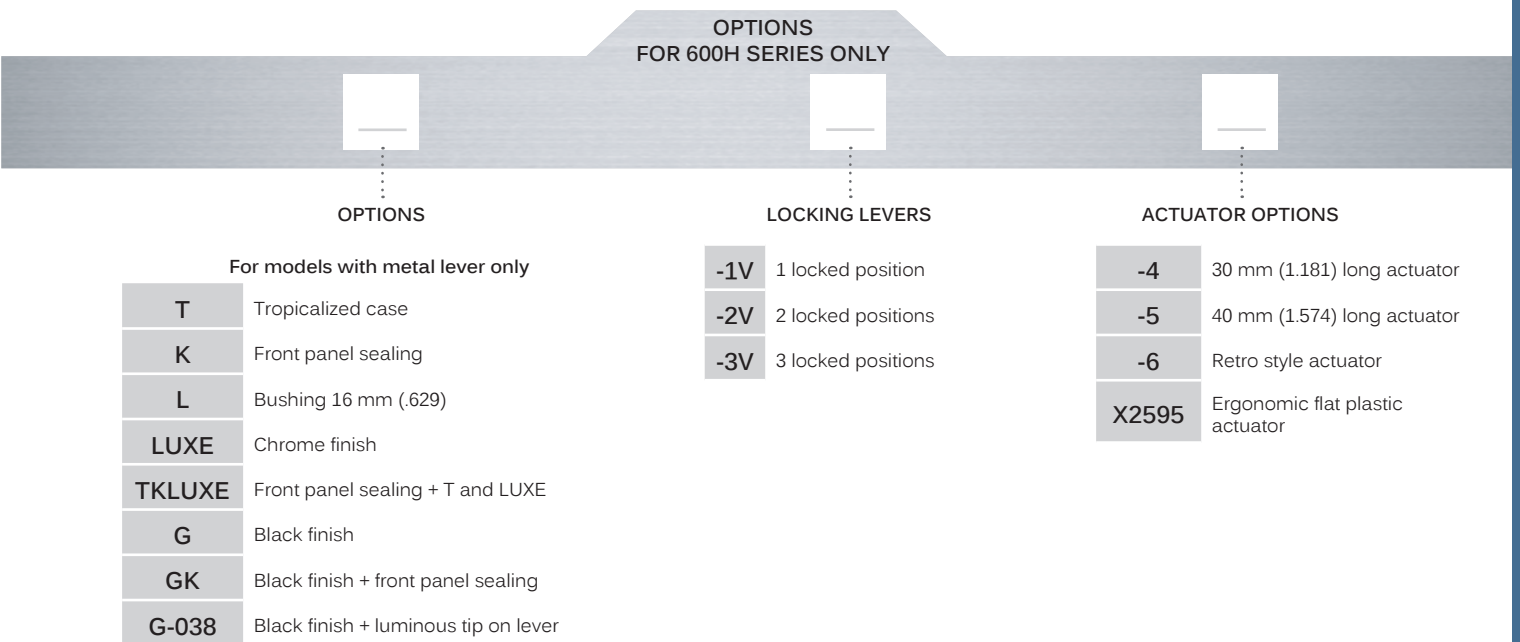 OPTIONS
FOR 600H SERIES ONLY
OPTIONS
For models with metal lever only
T Tropicalized case
K Front panel sealing
L Bushing 16 mm (.629)
LUXE Chrome finish
TKLUXE Front panel sealing + T and LUXE
G Black finish
GK Black finish + front panel sealing
G-038 Black finish + luminous tip on lever
LOCKING LEVERS
-1V 1 locked position
-2V 2 locked positions
-3V 3 locked positions
ACTUATOR OPTIONS
-4 30 mm (1.181) long actuator
-5 40 mm (1.574) long actuator
-6 Retro style actuator
X2595 Ergonomic flat plastic
actuator